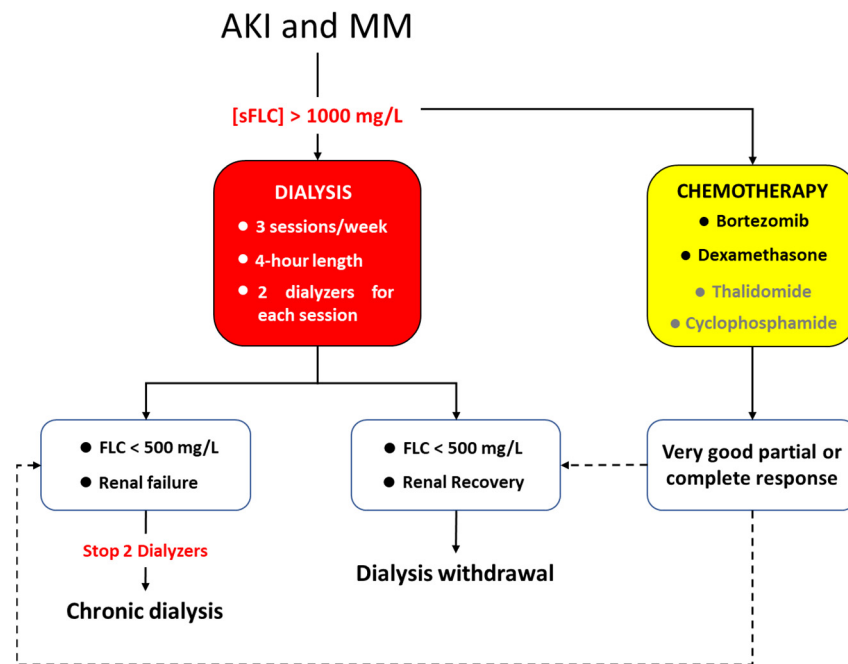 AKI and MM
[sFLC] > 1000 mg/L
DIALYSIS
● 3 sessions/week
● 4-hour length
● 2 dialyzers for
each session
CHEMOTHERAPY
● Bortezomib
● Dexamethasone
● Thalidomide
● Cyclophosphamide
● FLC < 500 mg/L
● Renal failure
● FLC < 500 mg/L
● Renal Recovery
Very good partial or
complete response
Stop 2 Dialyzers
Chronic dialysis
Dialysis withdrawal